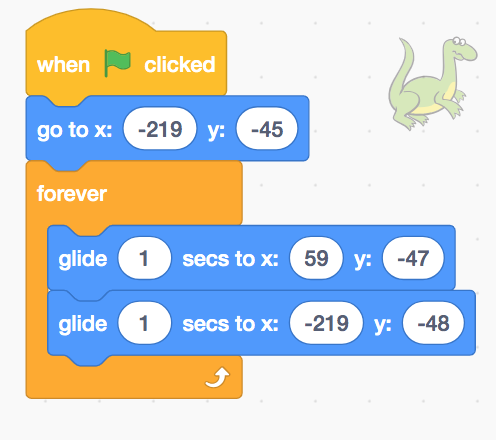 when clicked
go to x: -219 y: -45
forever
glide 1 secs to x: 59 y: -47
glide 1 secs to x: -219 y: -48